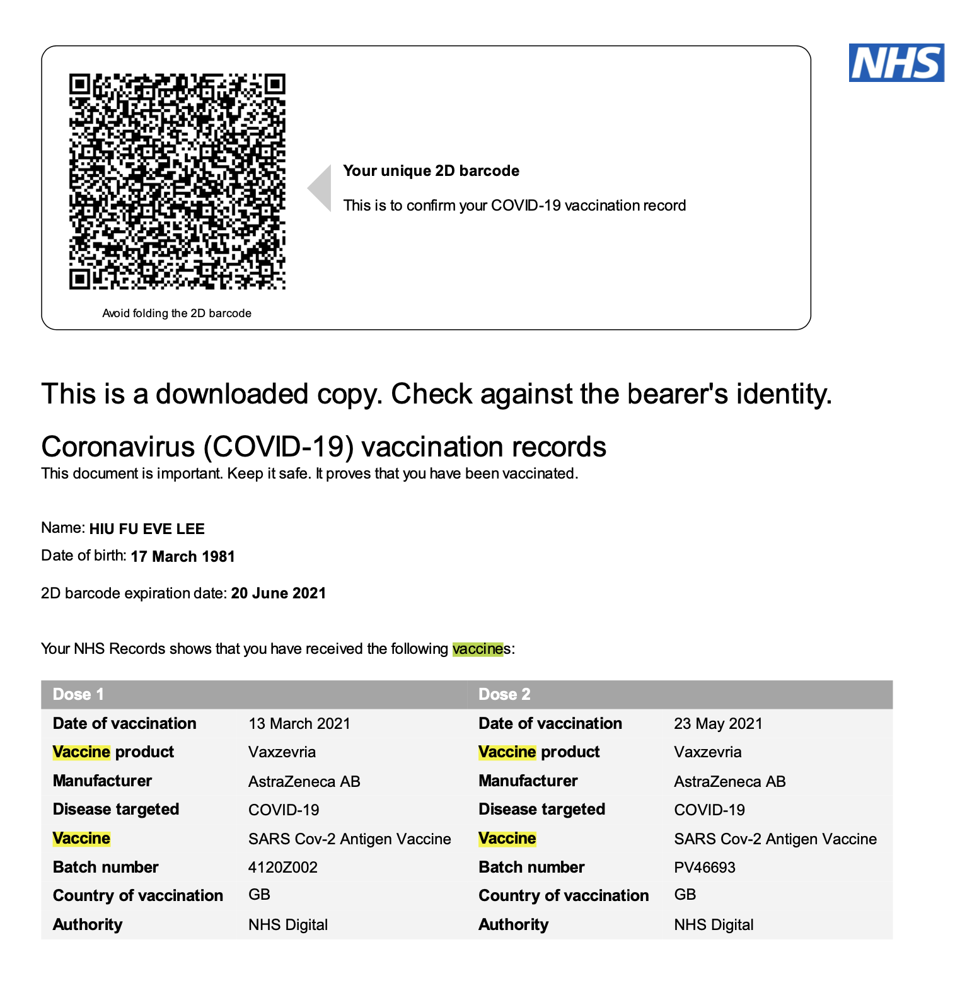 NHS
Your unique 2D barcode
This is to confirm your COVID-19 vaccination record
Avoid folding the 2D barcode
This is a downloaded copy. Check against the bearer's identity.
Coronavirus (COVID-19) vaccination records
This document is important. Keep it safe. It proves that you have been vaccinated.
Name: HIU FU EVE LEE
Date of birth: 17 March 1981
2D barcode expiration date: 20 June 2021
Your NHS Records shows that you have received the following vaccines:
Dose 1 Dose 2
Date of vaccination 13 March 2021 Date of vaccination 23 May 2021
Vaccine product Vaxzevria Vaccine product Vaxzevria
Manufacturer AstraZeneca AB Manufacturer AstraZeneca AB
Disease targeted COVID-19 Disease targeted COVID-19
Vaccine SARS Cov-2 Antigen Vaccine Vaccine SARS Cov-2 Antigen Vaccine
Batch number 4120Z002 Batch number PV46693
Country of vaccination GB Country of vaccination GB
Authority NHS Digital Authority NHS Digital